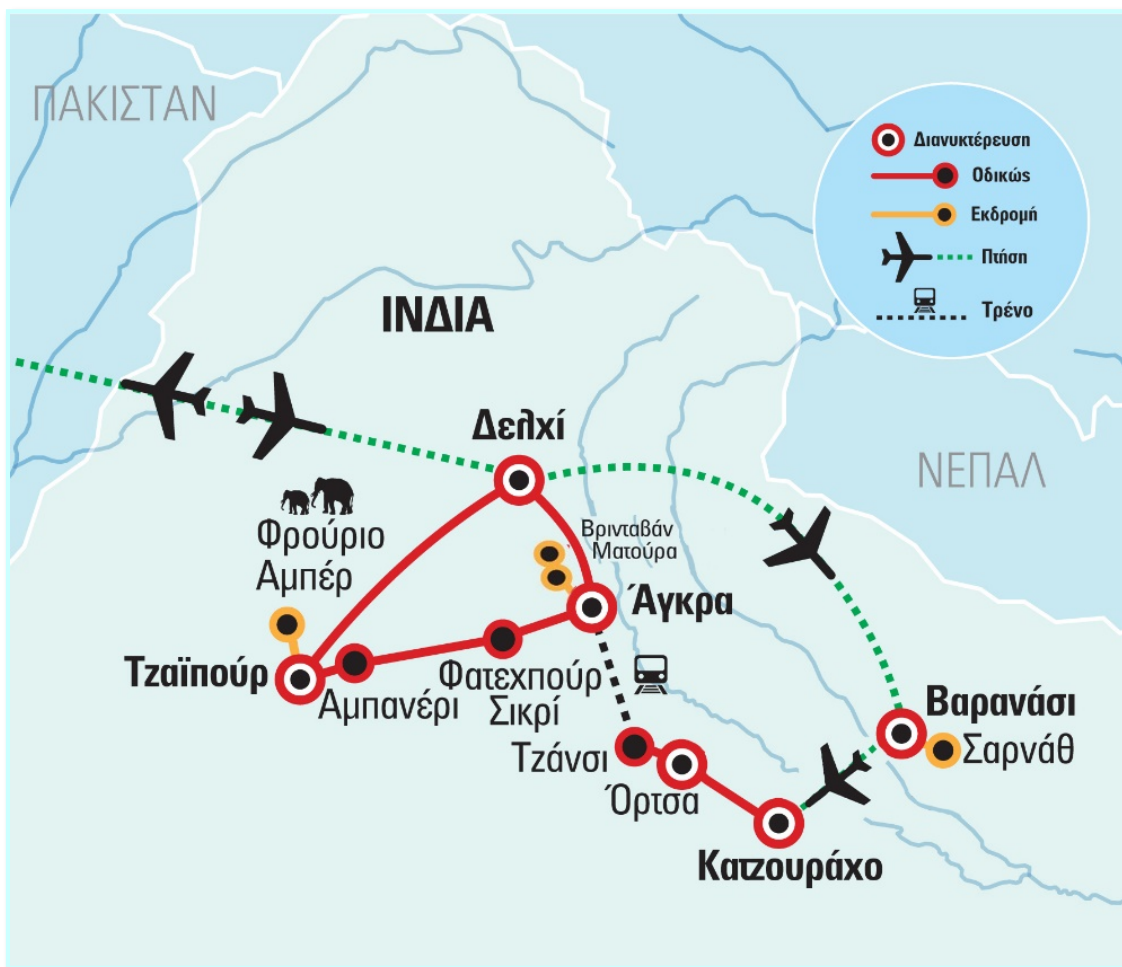 ΠΑΚΙΣΤΑΝ
Διανυκτέρευση
Οδικώς
Εκδρομή
Πτήση
Τρένο
ΙΝΔΙΑ
Δελχί
ΝΕΠΑΛ
Φρούριο
Αμπέρ
Βρινταβάν
Ματούρα
Άγκρα
Τζαϊπούρ
Αμπανέρι
Φατεχπούρ
Σικρί
Βαρανάσι
Σαρνάθ
Τζάνσι
Όρτσα
Κατζουράχο